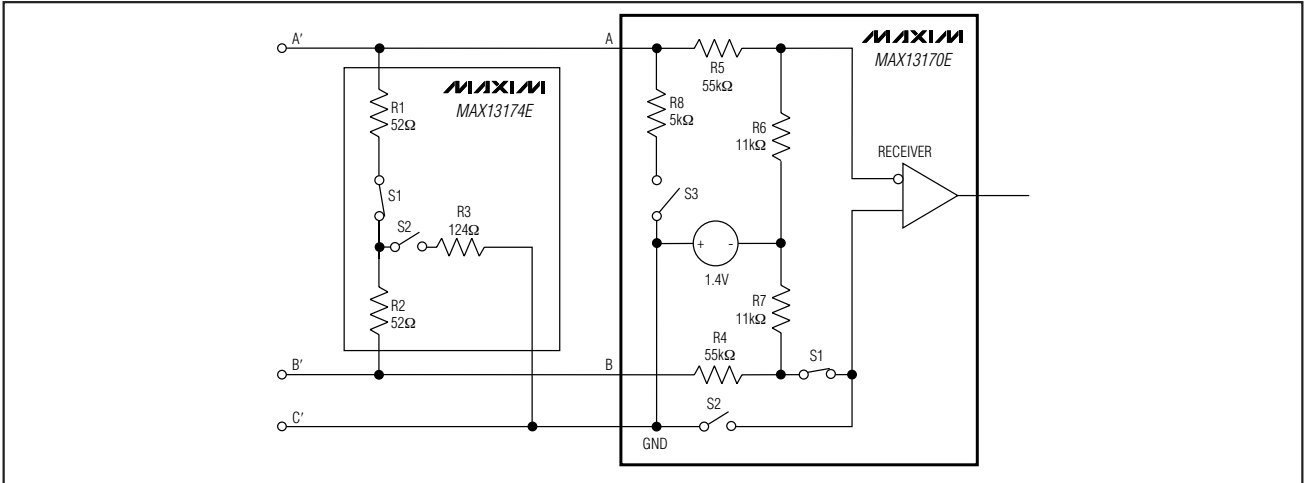 A′
A
MAXIM
MAX13170E
MAXIM
MAX13174E
R5
55kΩ
R1
52Ω
R8
5kΩ
R6
11kΩ
RECEIVER
S1
S3
S2
R3
124Ω
+
-
1.4V
R2
52Ω
R7
11kΩ
R4
55kΩ
S1
B′
B
S2
C′
GND